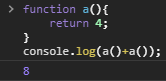 > function a(){
return 4;
}
console.log(a()+a());
8